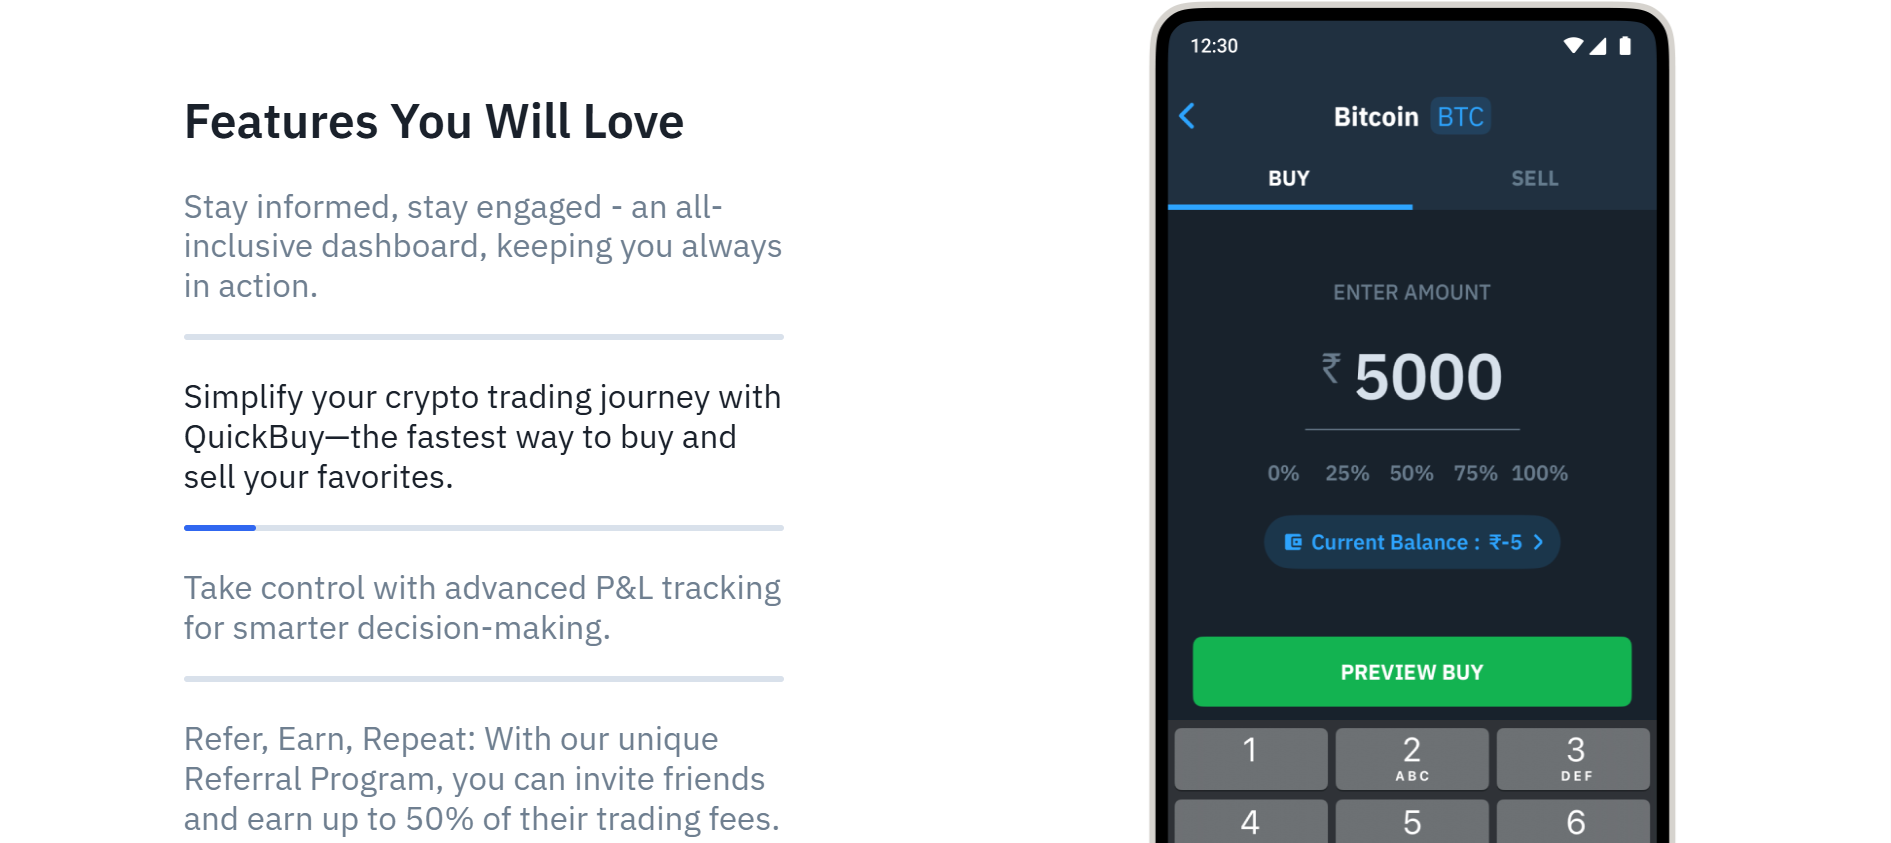 Features You Will Love
Stay informed, stay engaged - an all-
inclusive dashboard, keeping you always
in action.
Simplify your crypto trading journey with
QuickBuy—the fastest way to buy and
sell your favorites.
Take control with advanced P&L tracking
for smarter decision-making.
Refer, Earn, Repeat: With our unique
Referral Program, you can invite friends
and earn up to 50% of their trading fees.
12:30
Bitcoin BTC
BUY SELL
ENTER AMOUNT
₹ 5000
0% 25% 50% 75% 100%
Current Balance : ₹-5
PREVIEW BUY
1 2 3
ABC DEF
4 5 6